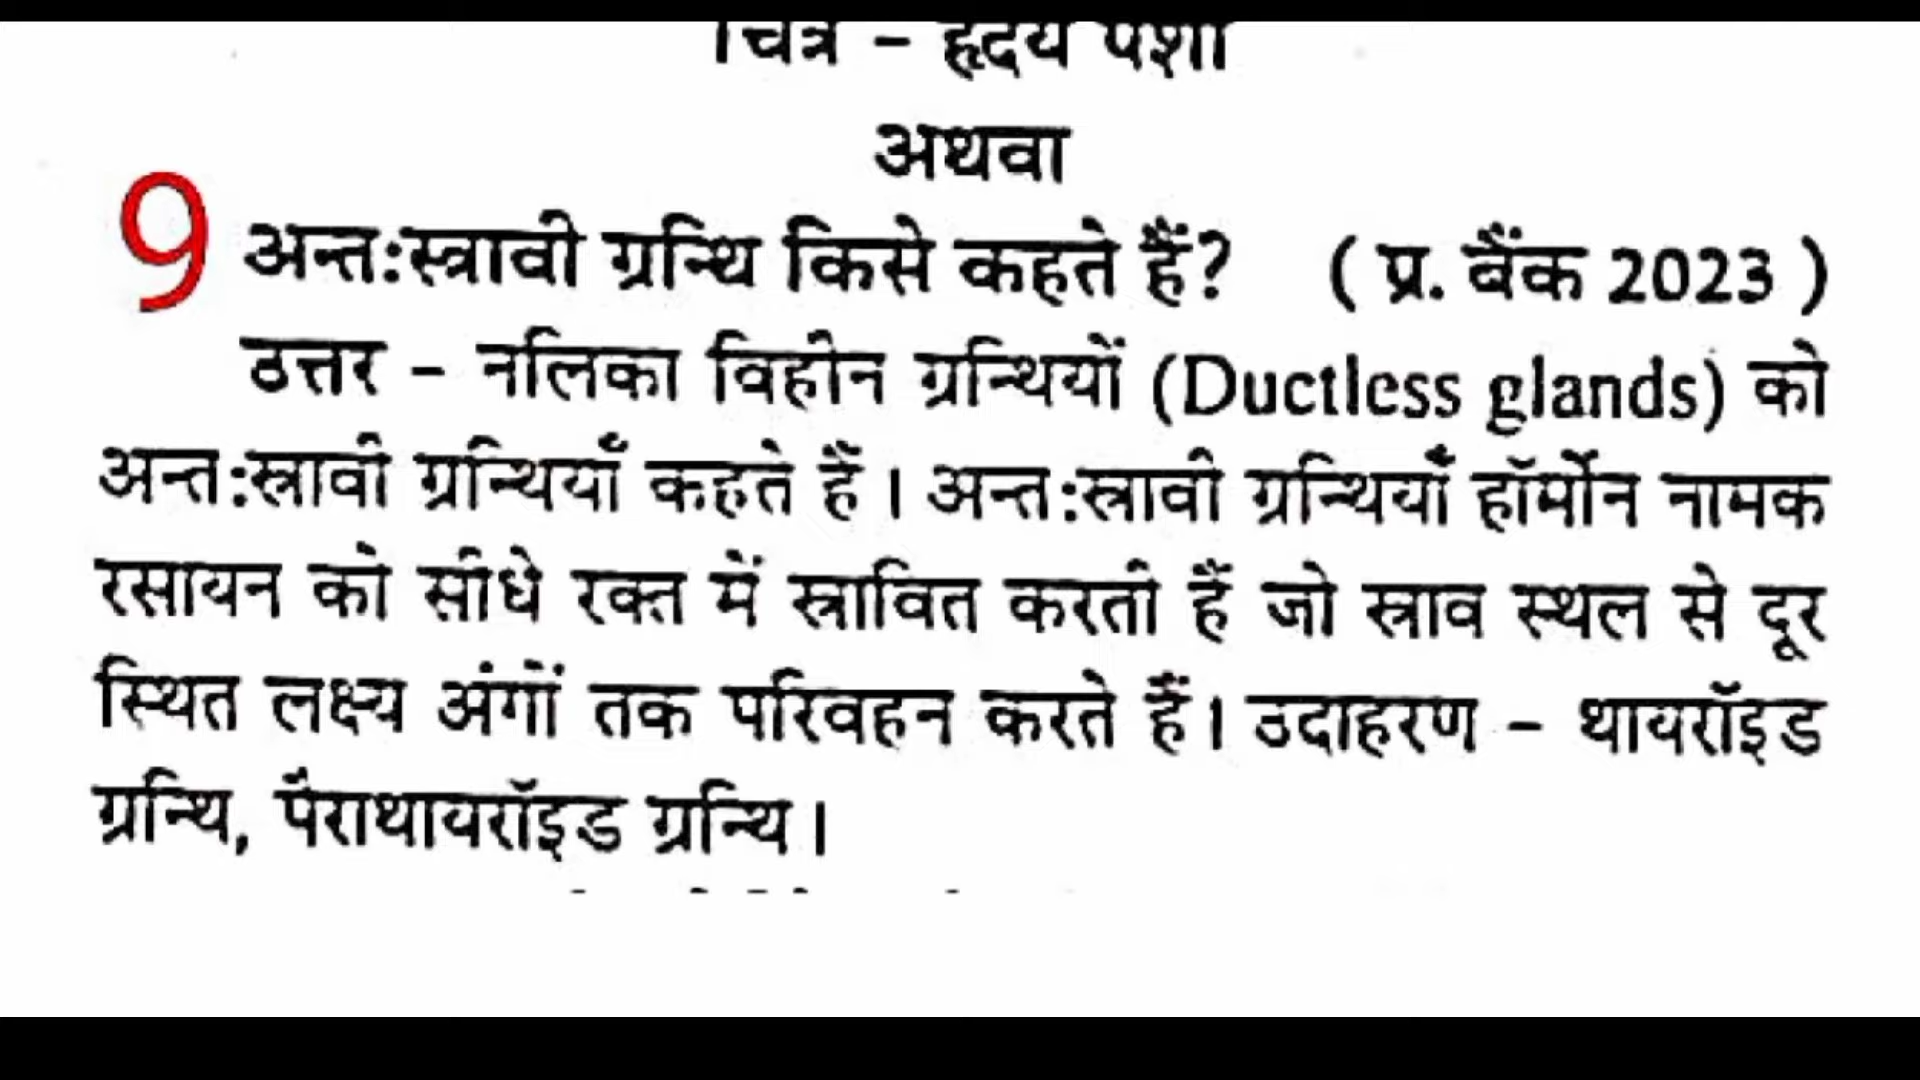 चित्र – हृदय पेशी
अथवा
9 अन्त:स्त्रावी ग्रन्थि किसे कहते हैं? ( प्र. बैंक 2023 )
उत्तर – नलिका विहीन ग्रन्थियों (Ductless glands) को
अन्त:स्रावी ग्रन्थियाँ कहते हैं । अन्त:स्रावी ग्रन्थियाँ हॉर्मोन नामक
रसायन को सीधे रक्त में स्रावित करती हैं जो स्राव स्थल से दूर
स्थित लक्ष्य अंगों तक परिवहन करते हैं। उदाहरण – थायरॉइड
ग्रन्थि, पैराथायरॉइड ग्रन्थि ।